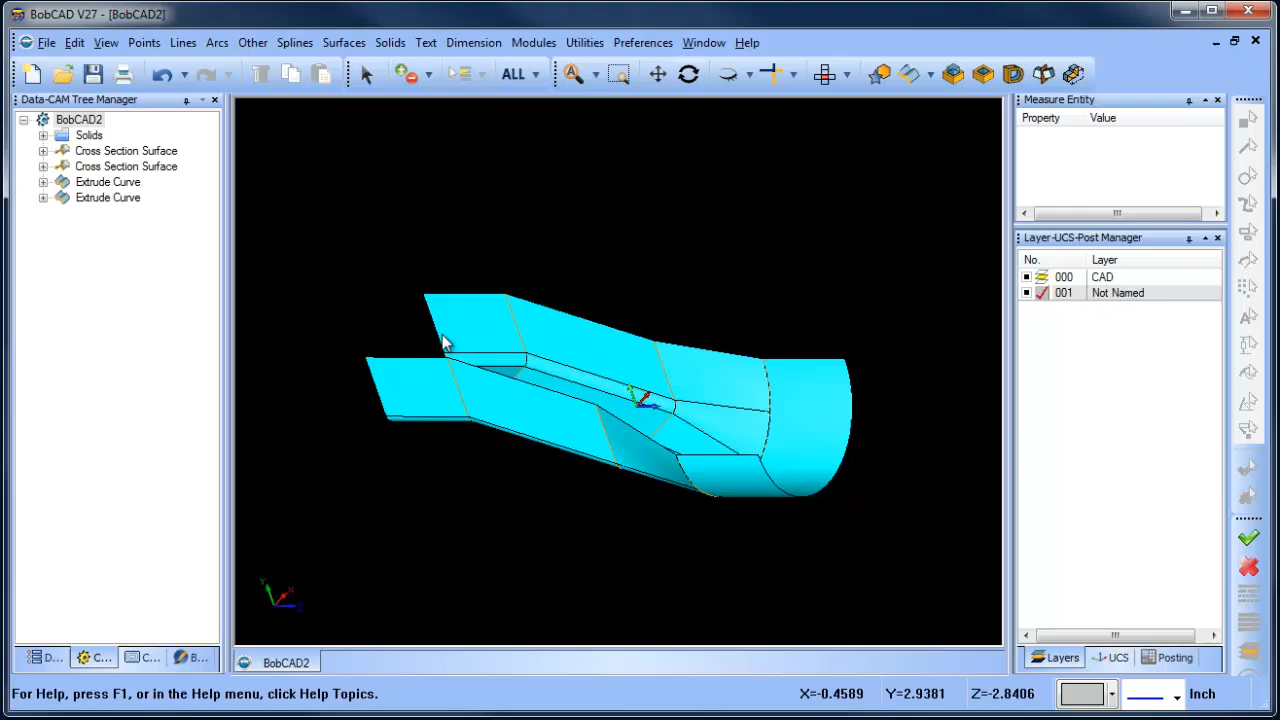 BobCAD V27 - [BobCAD2]
File Edit View Points Lines Arcs Other Splines Surfaces Solids Text Dimension Modules Utilities Preferences Window Help
ALL
Data-CAM Tree Manager
BobCAD2
Solids
Cross Section Surface
Cross Section Surface
Extrude Curve
Extrude Curve
Measure Entity
Property Value
Layer-UCS-Post Manager
No. Layer
000 CAD
001 Not Named
Y
D... C... C... B...
BobCAD2
Layers UCS Posting
For Help, press F1, or in the Help menu, click Help Topics.
X=-0.4589 Y=2.9381 Z=-2.8406 Inch